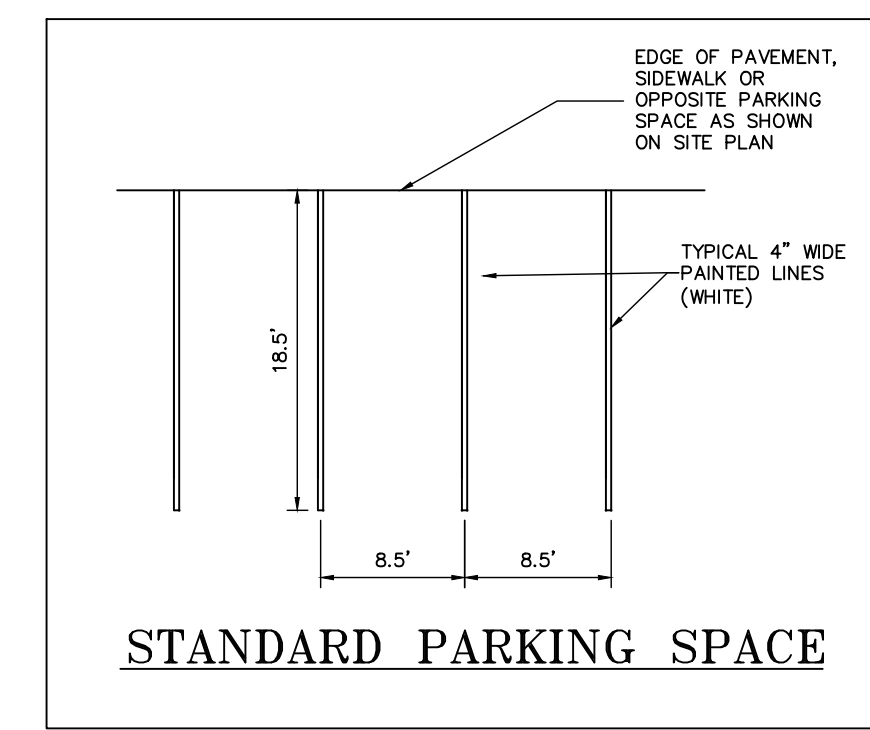 EDGE OF PAVEMENT,
SIDEWALK OR
OPPOSITE PARKING
SPACE AS SHOWN
ON SITE PLAN
TYPICAL 4" WIDE
PAINTED LINES
(WHITE)
18.5'
8.5'
8.5'
STANDARD PARKING SPACE